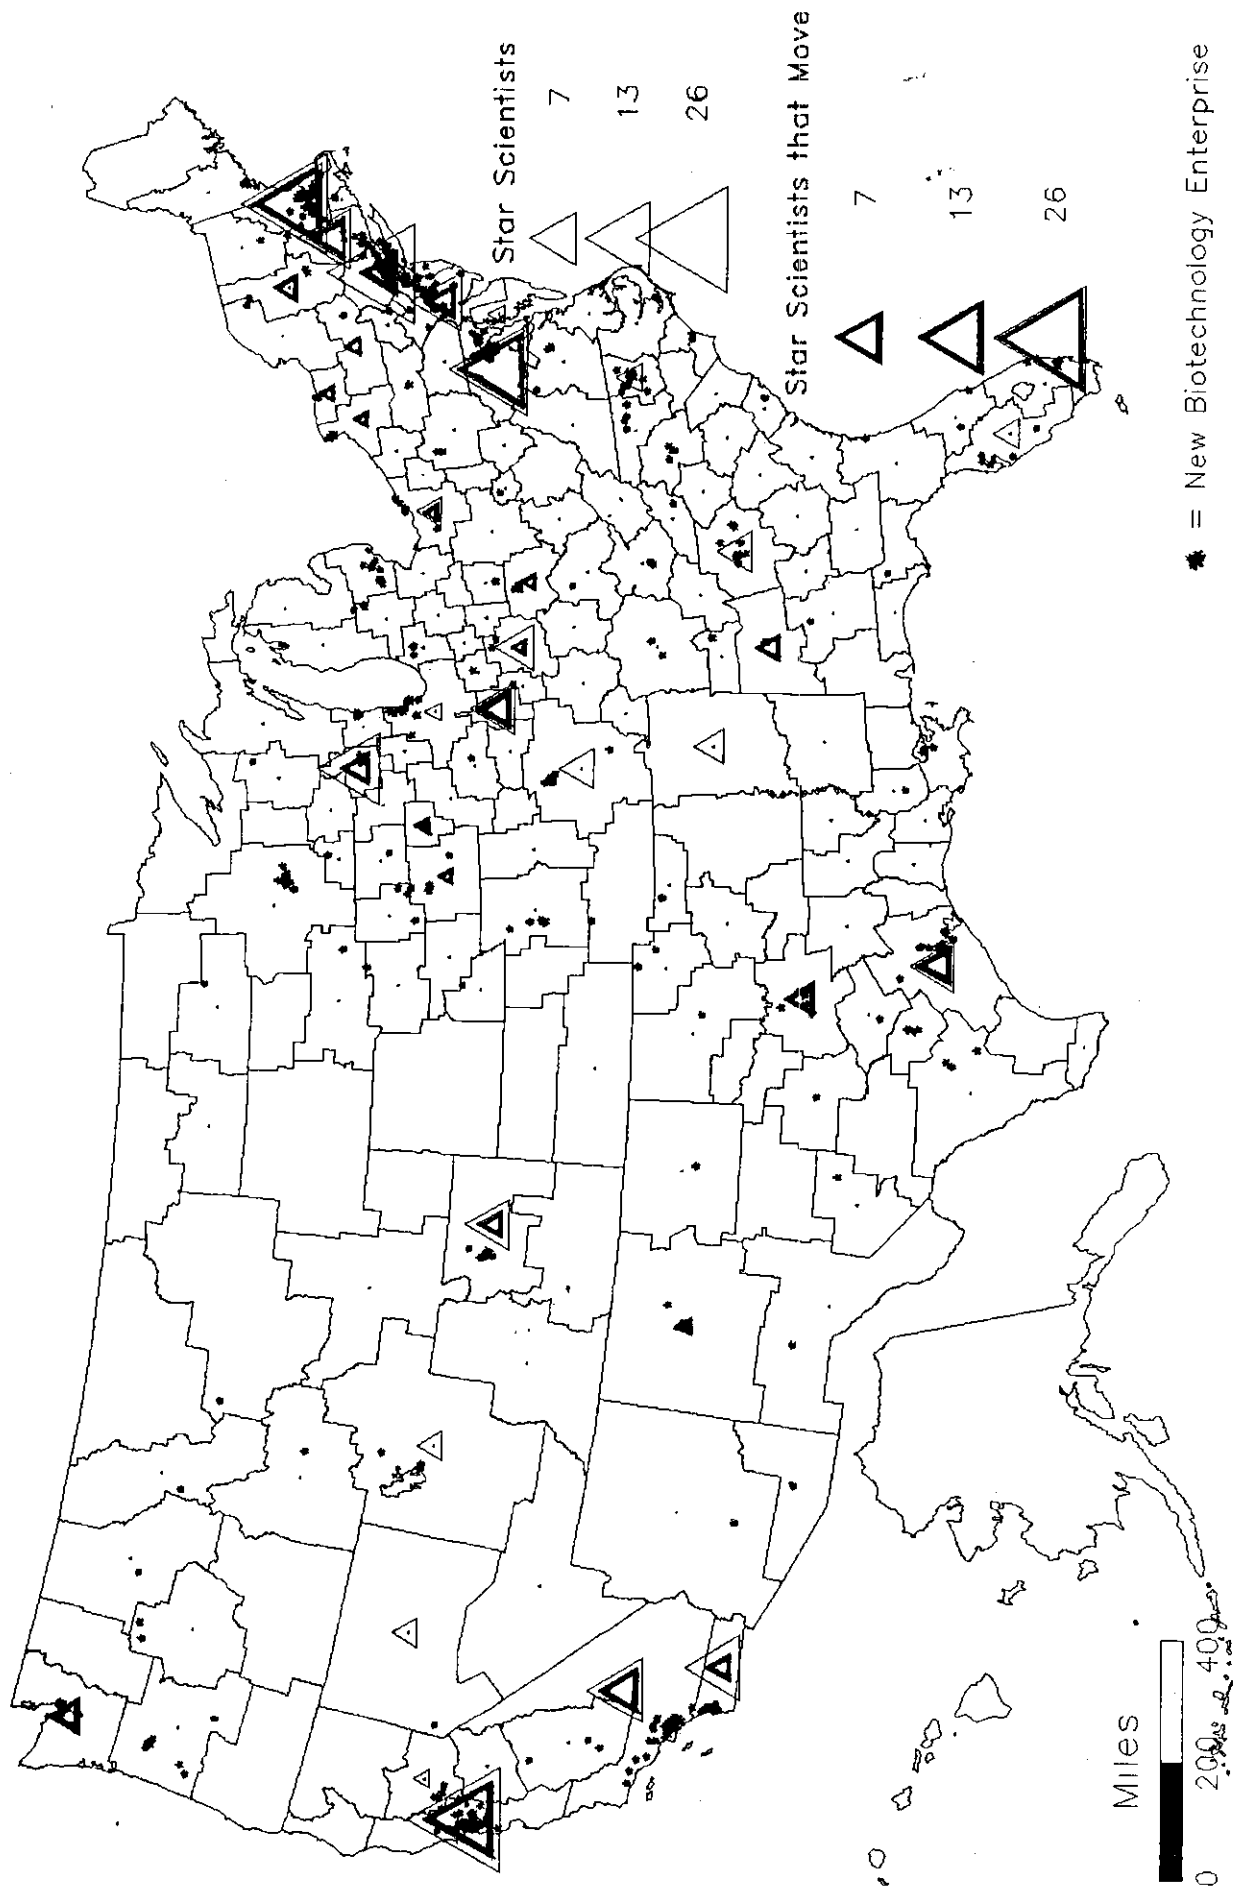 Star Scientists
7
13
26
Star Scientists that Move
7
13
26
* = New Biotechnology Enterprise
Miles
0 200 400